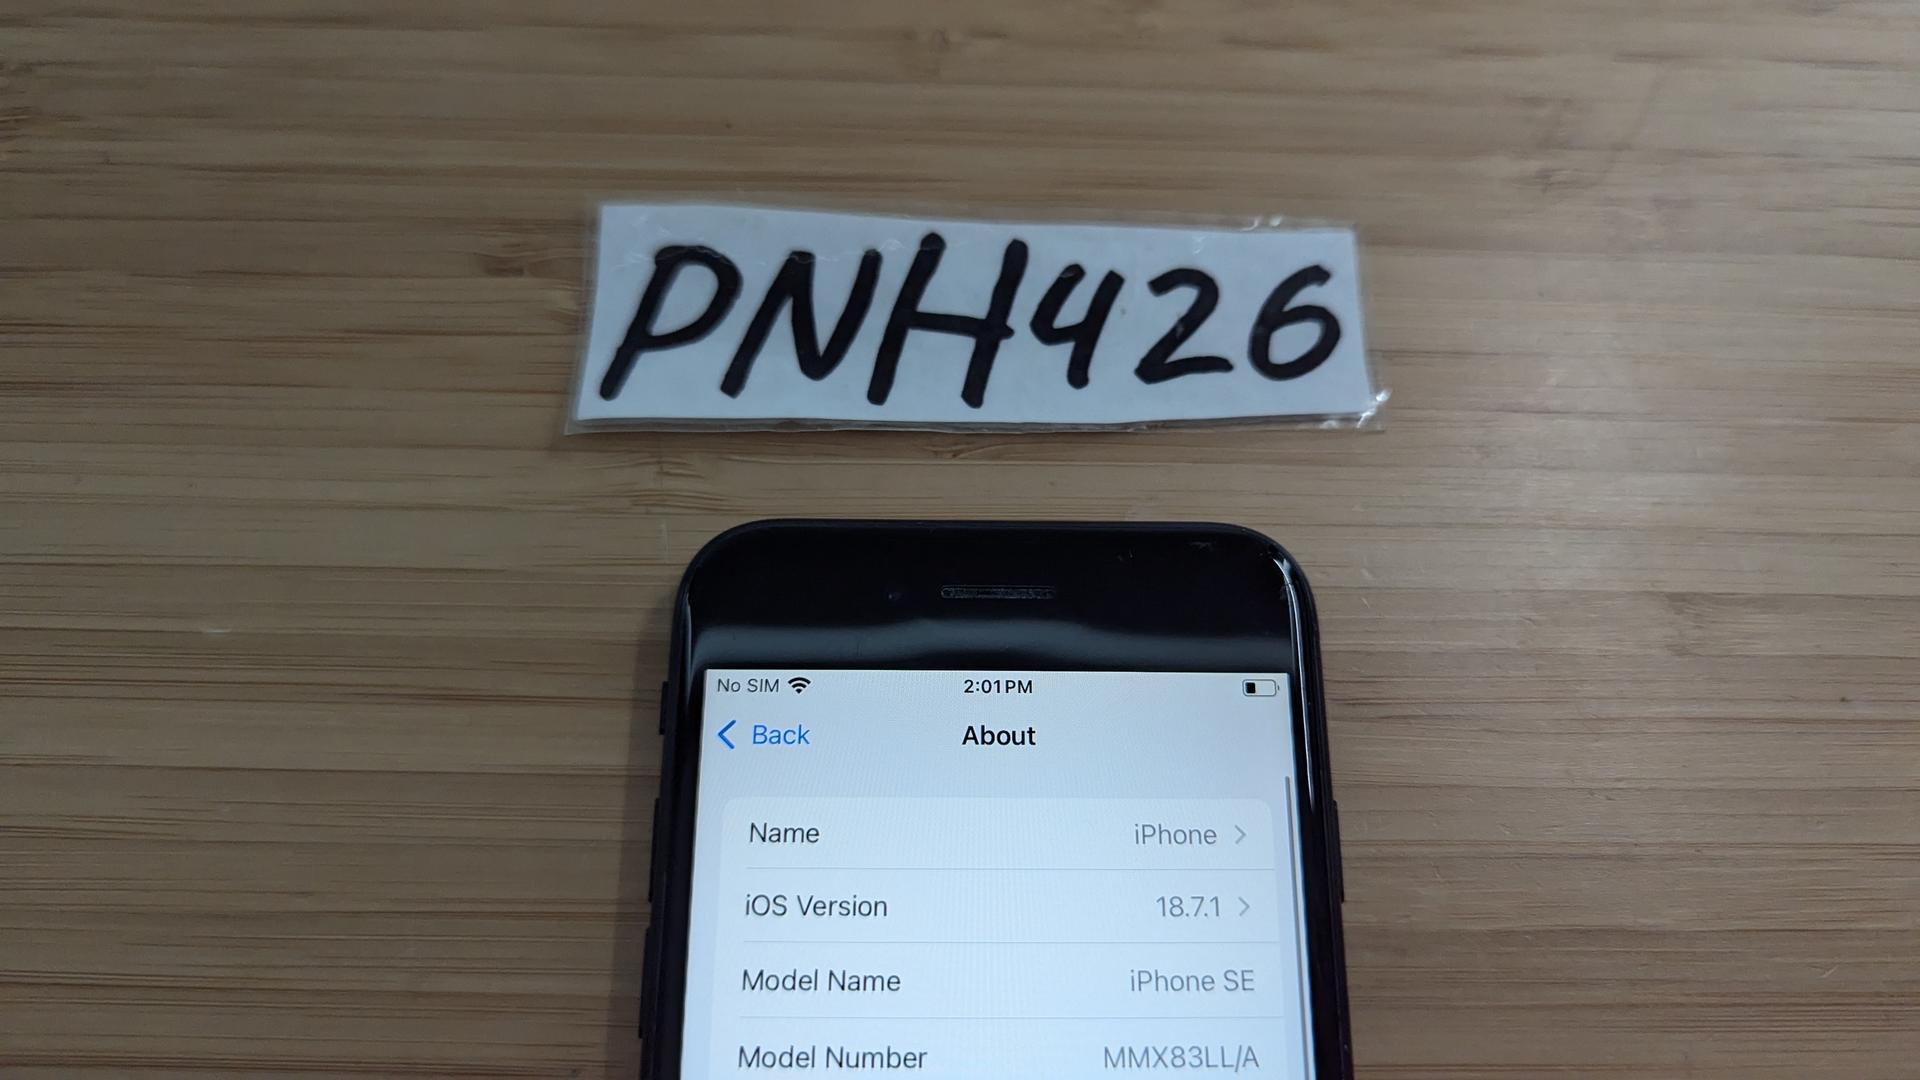 PNH426
No SIM 2:01 PM
Back About
Name iPhone
iOS Version 18.7.1
Model Name iPhone SE
Model Number MMX83LL/A